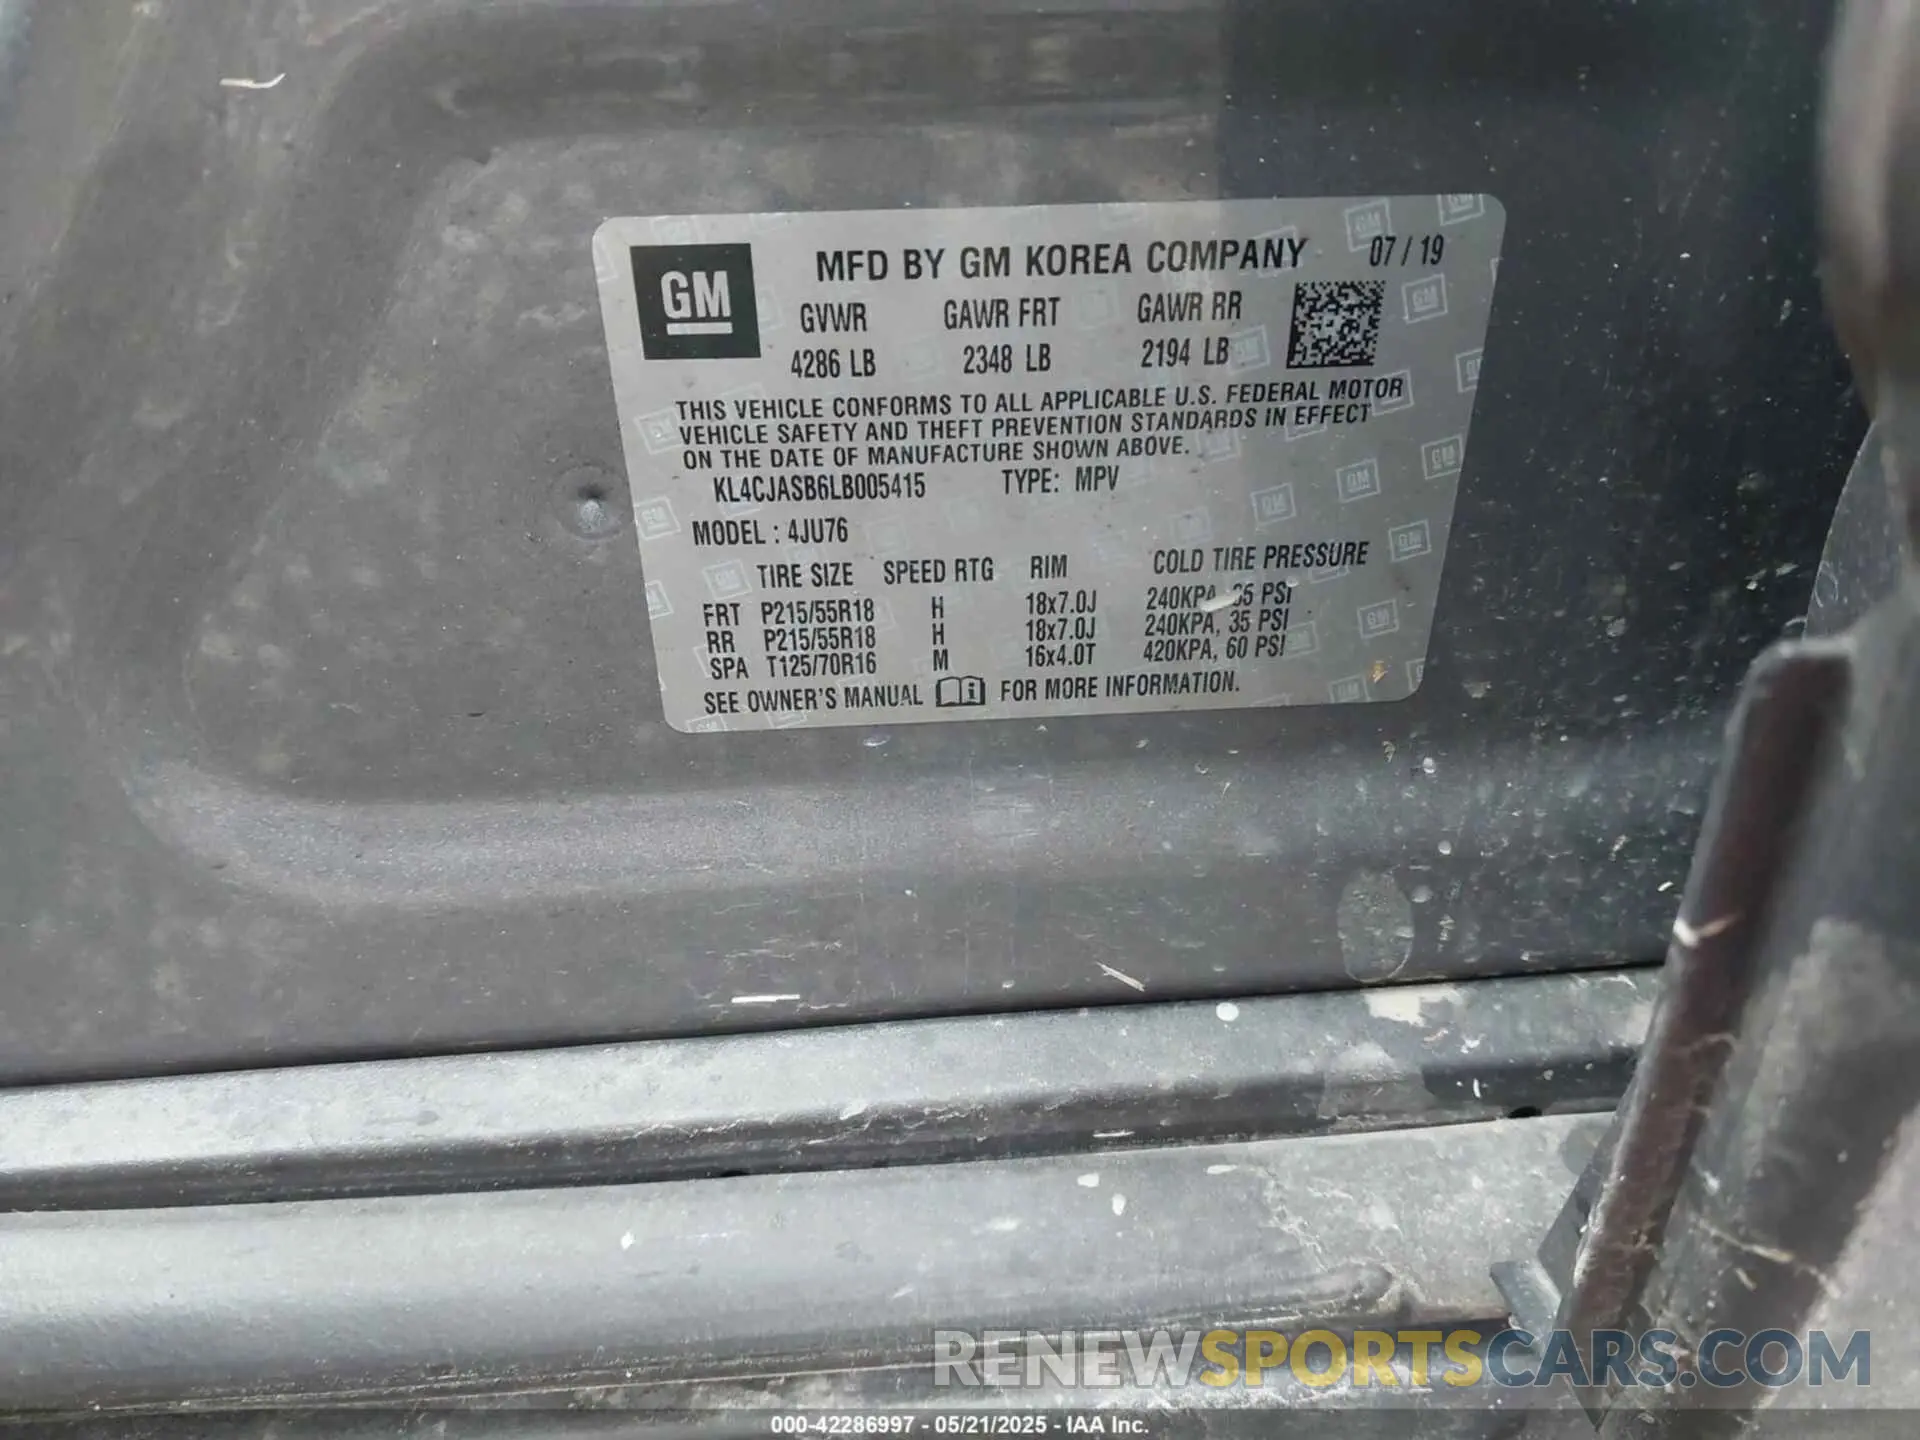 GM
MFD BY GM KOREA COMPANY 07 / 19
GVWR GAWR FRT GAWR RR
4286 LB 2348 LB 2194 LB
THIS VEHICLE CONFORMS TO ALL APPLICABLE U.S. FEDERAL MOTOR
VEHICLE SAFETY AND THEFT PREVENTION STANDARDS IN EFFECT
ON THE DATE OF MANUFACTURE SHOWN ABOVE.
KL4CJASB6LB005415 TYPE: MPV
MODEL : 4JU76
TIRE SIZE SPEED RTG RIM COLD TIRE PRESSURE
FRT P215/55R18 H 18x7.0J 240KPA, 35 PSI
RR P215/55R18 H 18x7.0J 240KPA, 35 PSI
SPA T125/70R16 M 16x4.0T 420KPA, 60 PSI
SEE OWNER'S MANUAL FOR MORE INFORMATION.
RENEWSPORTSCARS.COM
000-42286997 - 05/21/2025 - IAA Inc.